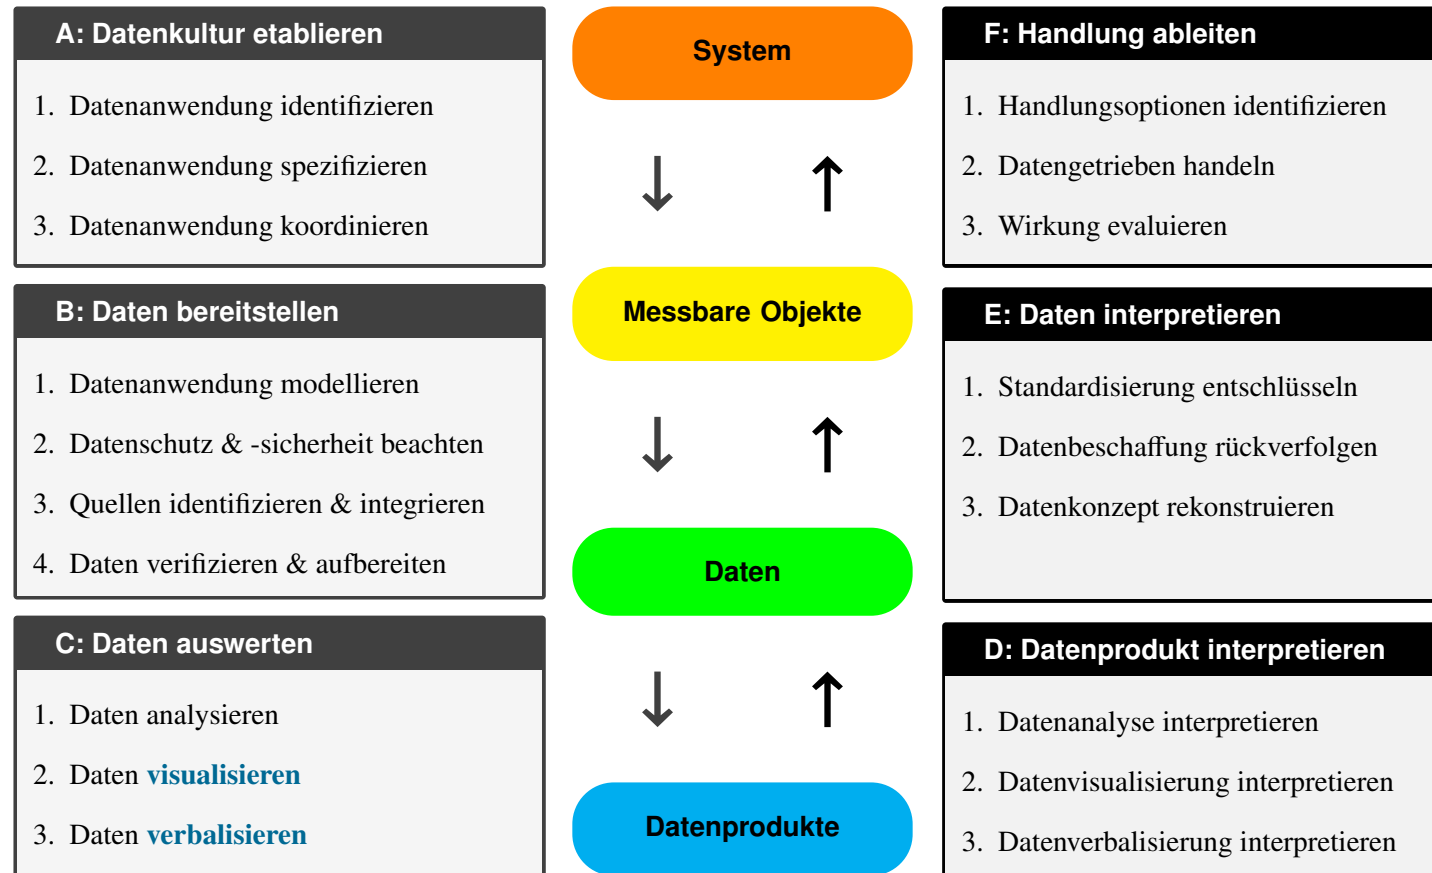 A: Datenkultur etablieren
1. Datenanwendung identifizieren
2. Datenanwendung spezifizieren
3. Datenanwendung koordinieren
B: Daten bereitstellen
1. Datenanwendung modellieren
2. Datenschutz & -sicherheit beachten
3. Quellen identifizieren & integrieren
4. Daten verifizieren & aufbereiten
C: Daten auswerten
1. Daten analysieren
2. Daten visualisieren
3. Daten verbalisieren
System
↓ ↑
Messbare Objekte
↓ ↑
Daten
↓ ↑
Datenprodukte
F: Handlung ableiten
1. Handlungsoptionen identifizieren
2. Datengetrieben handeln
3. Wirkung evaluieren
E: Daten interpretieren
1. Standardisierung entschlüsseln
2. Datenbeschaffung rückverfolgen
3. Datenkonzept rekonstruieren
D: Datenprodukt interpretieren
1. Datenanalyse interpretieren
2. Datenvisualisierung interpretieren
3. Datenverbalisierung interpretieren